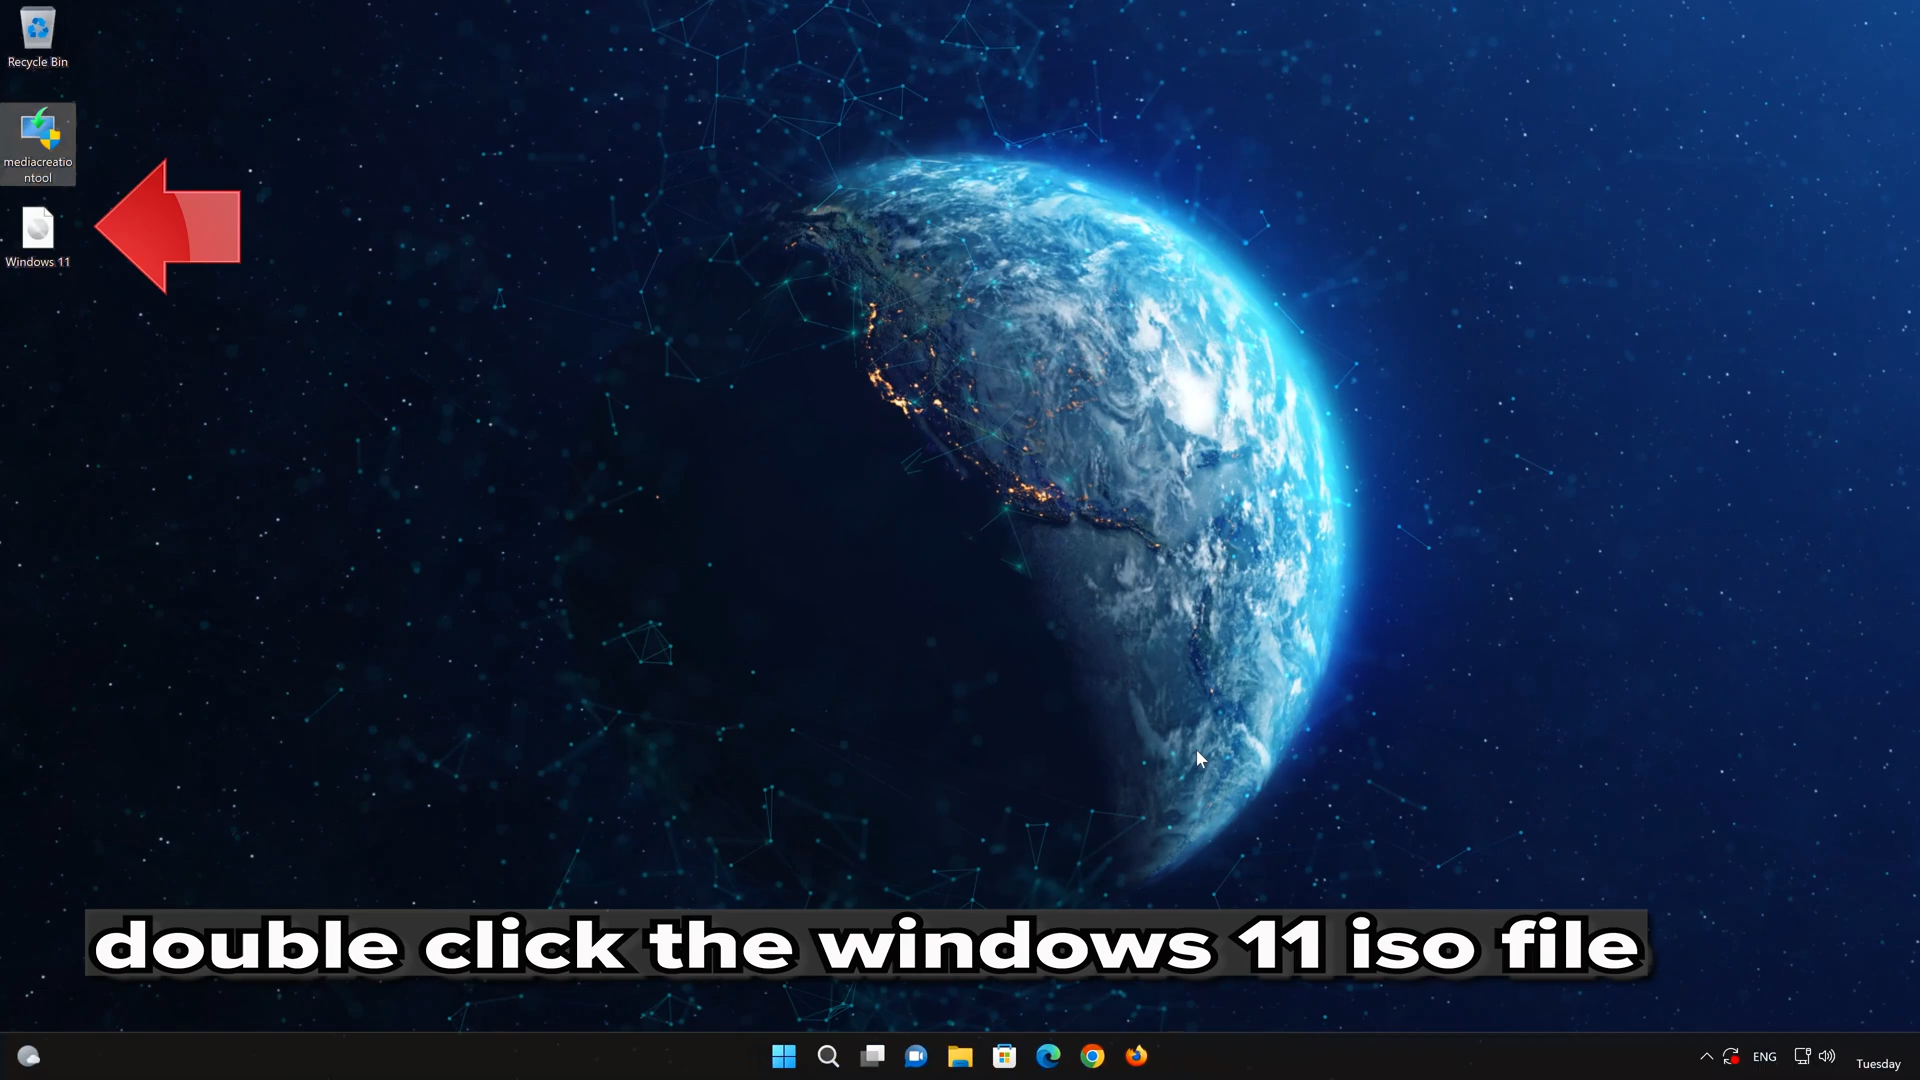 Recycle Bin
mediacreatio
ntool
Windows 11
double click the windows 11 iso file
ENG
Tuesday